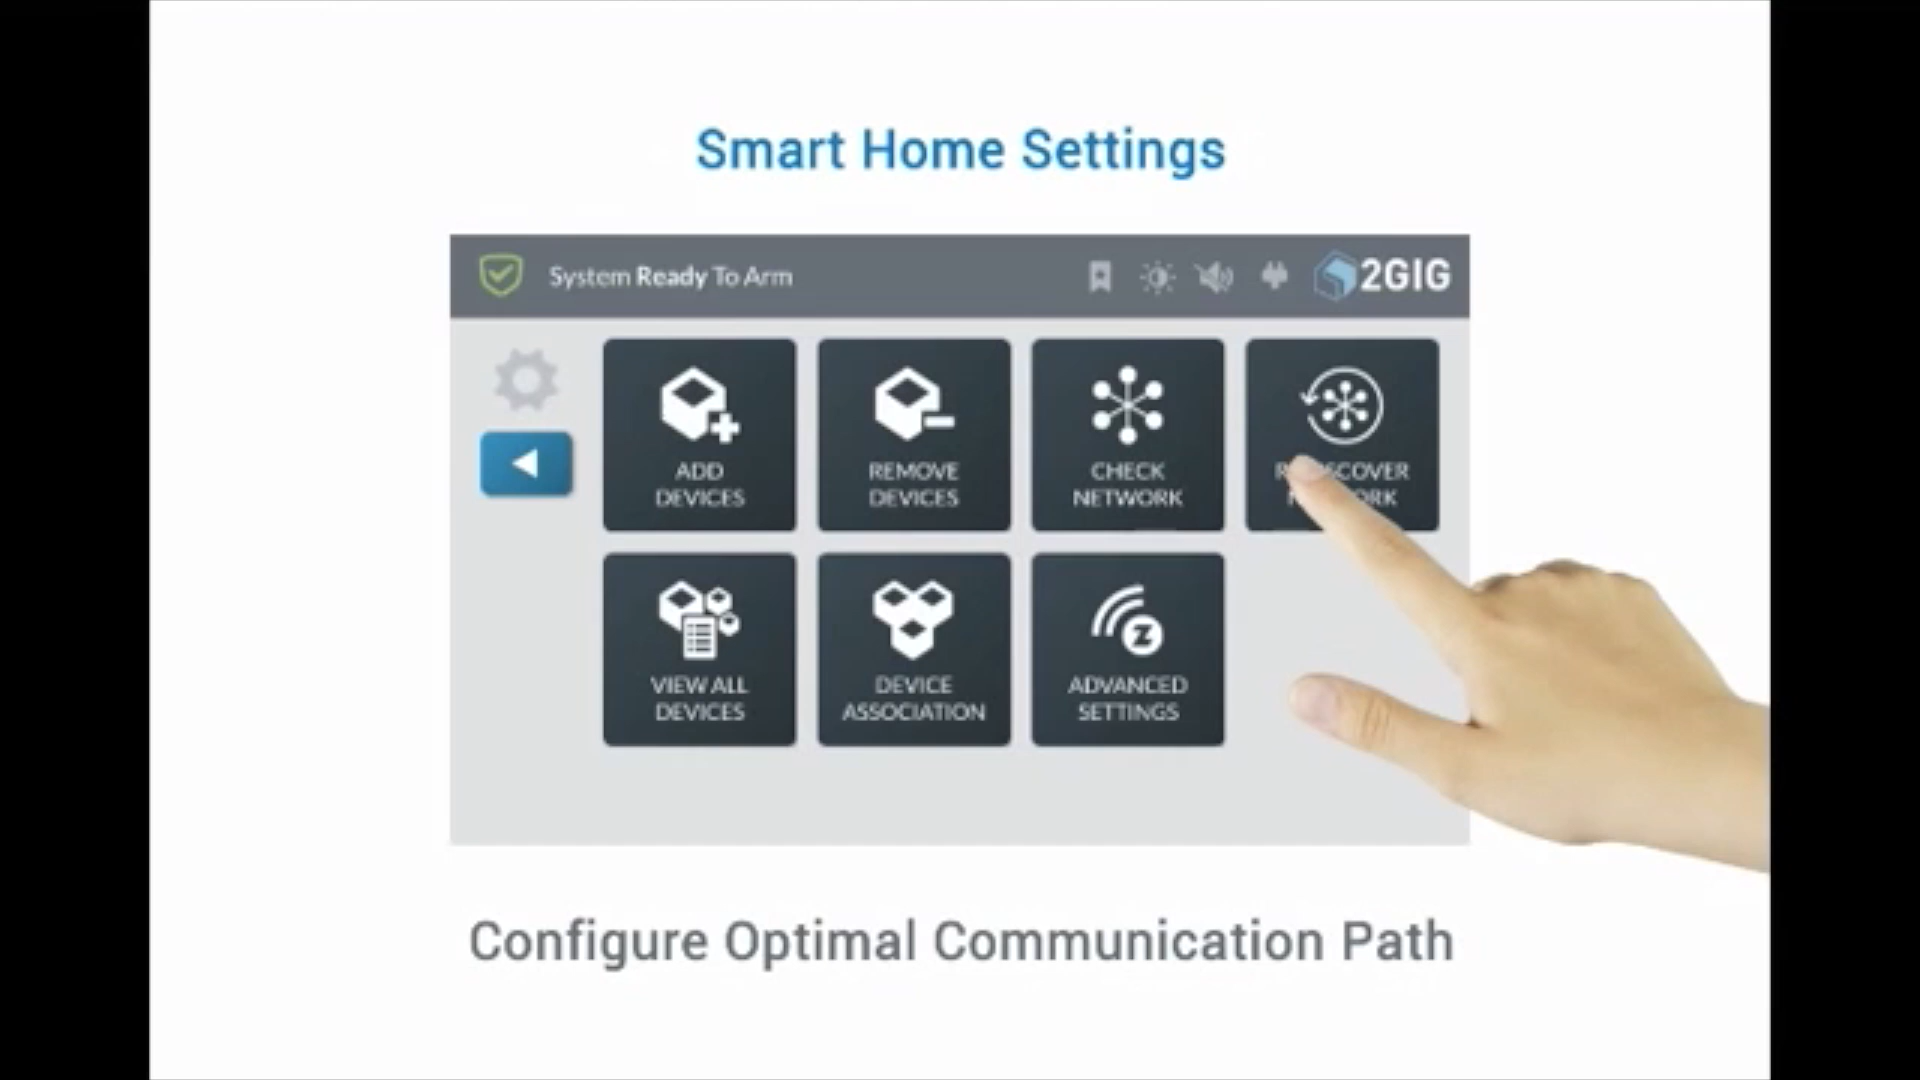 Smart Home Settings
System Ready To Arm
2GIG
ADD
DEVICES
REMOVE
DEVICES
CHECK
NETWORK
VIEW ALL
DEVICES
DEVICE
ASSOCIATION
ADVANCED
SETTINGS
Z
Configure Optimal Communication Path